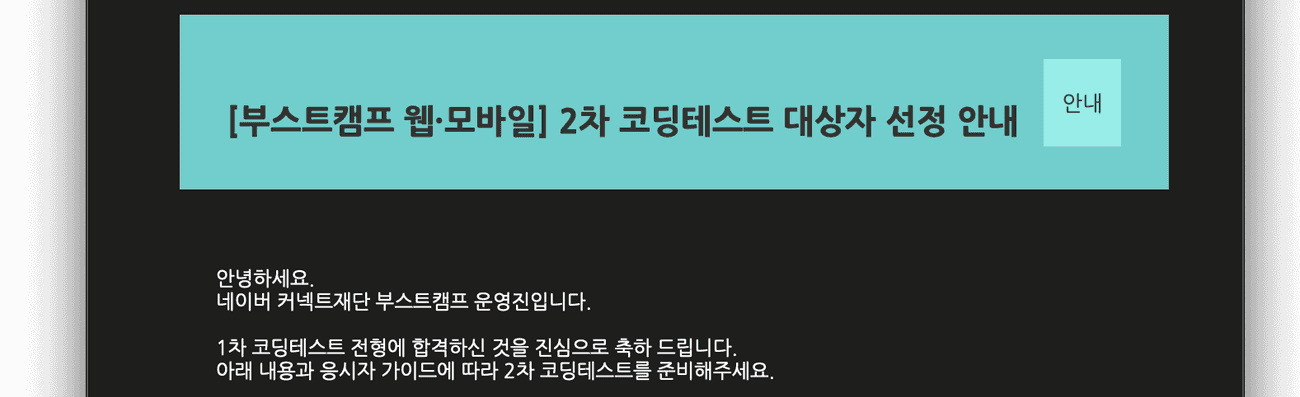 [부스트캠프 웹·모바일] 2차 코딩테스트 대상자 선정 안내
안내
안녕하세요.
네이버 커넥트재단 부스트캠프 운영진입니다.
1차 코딩테스트 전형에 합격하신 것을 진심으로 축하 드립니다.
아래 내용과 응시자 가이드에 따라 2차 코딩테스트를 준비해주세요.